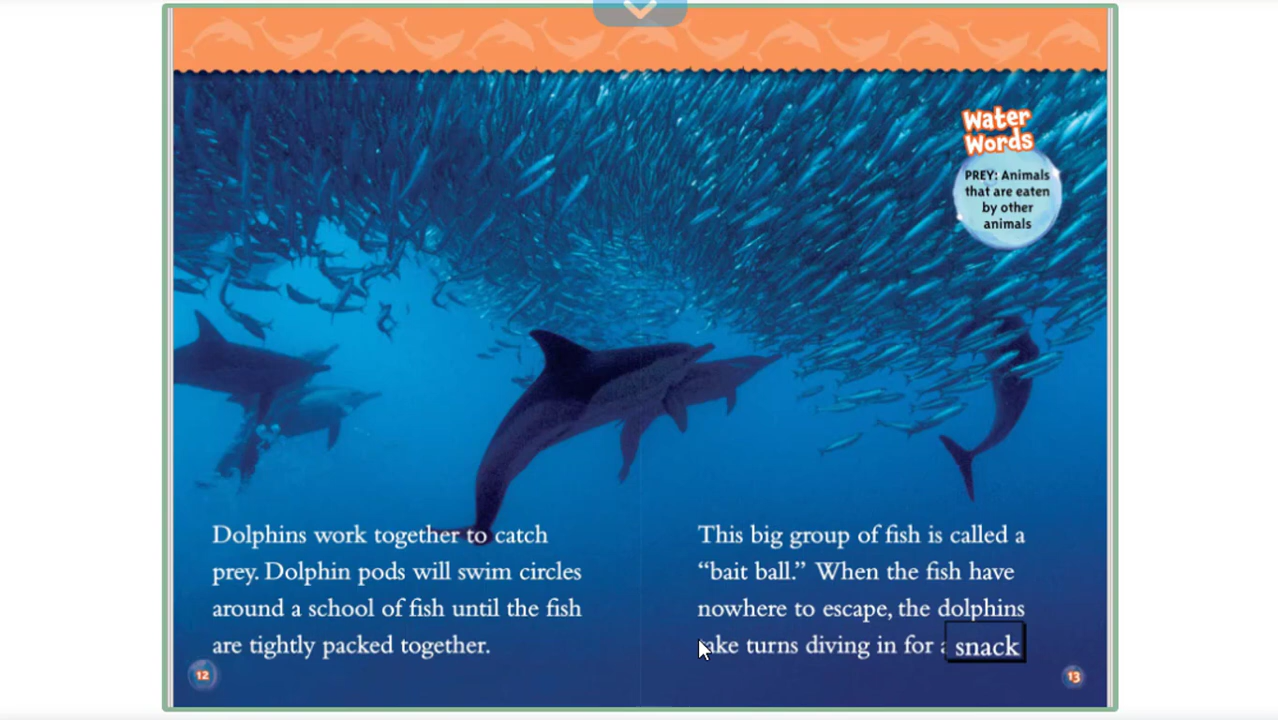 Water
Words
PREY: Animals
that are eaten
by other
animals
Dolphins work together to catch
prey. Dolphin pods will swim circles
around a school of fish until the fish
are tightly packed together.
12
This big group of fish is called a
“bait ball.” When the fish have
nowhere to escape, the dolphins
take turns diving in for a snack
13